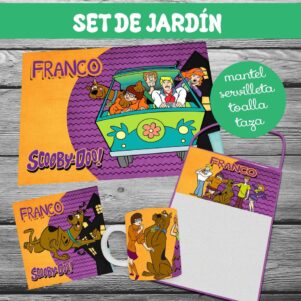 SET DE JARDÍN
FRANCO
mantel
servilleta
toalla
taza
SCOOBY-DOO!
FRANCO
FRANCO
SCOOBY-DOO!